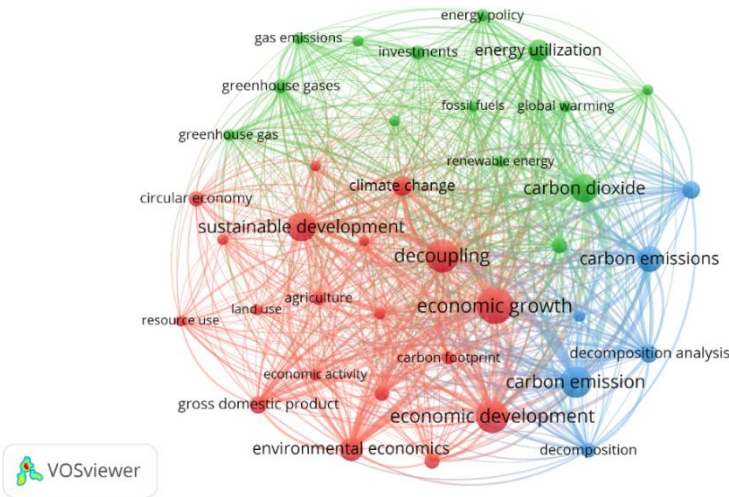 energy policy
gas emissions
investments
energy utilization
greenhouse gases
fossil fuels
global warming
greenhouse gas
renewable energy
climate change
carbon dioxide
circular economy
sustainable development
decoupling
carbon emissions
economic growth
agriculture
land use
resource use
carbon footprint
decomposition analysis
economic activity
carbon emission
gross domestic product
economic development
environmental economics
decomposition
VOSviewer